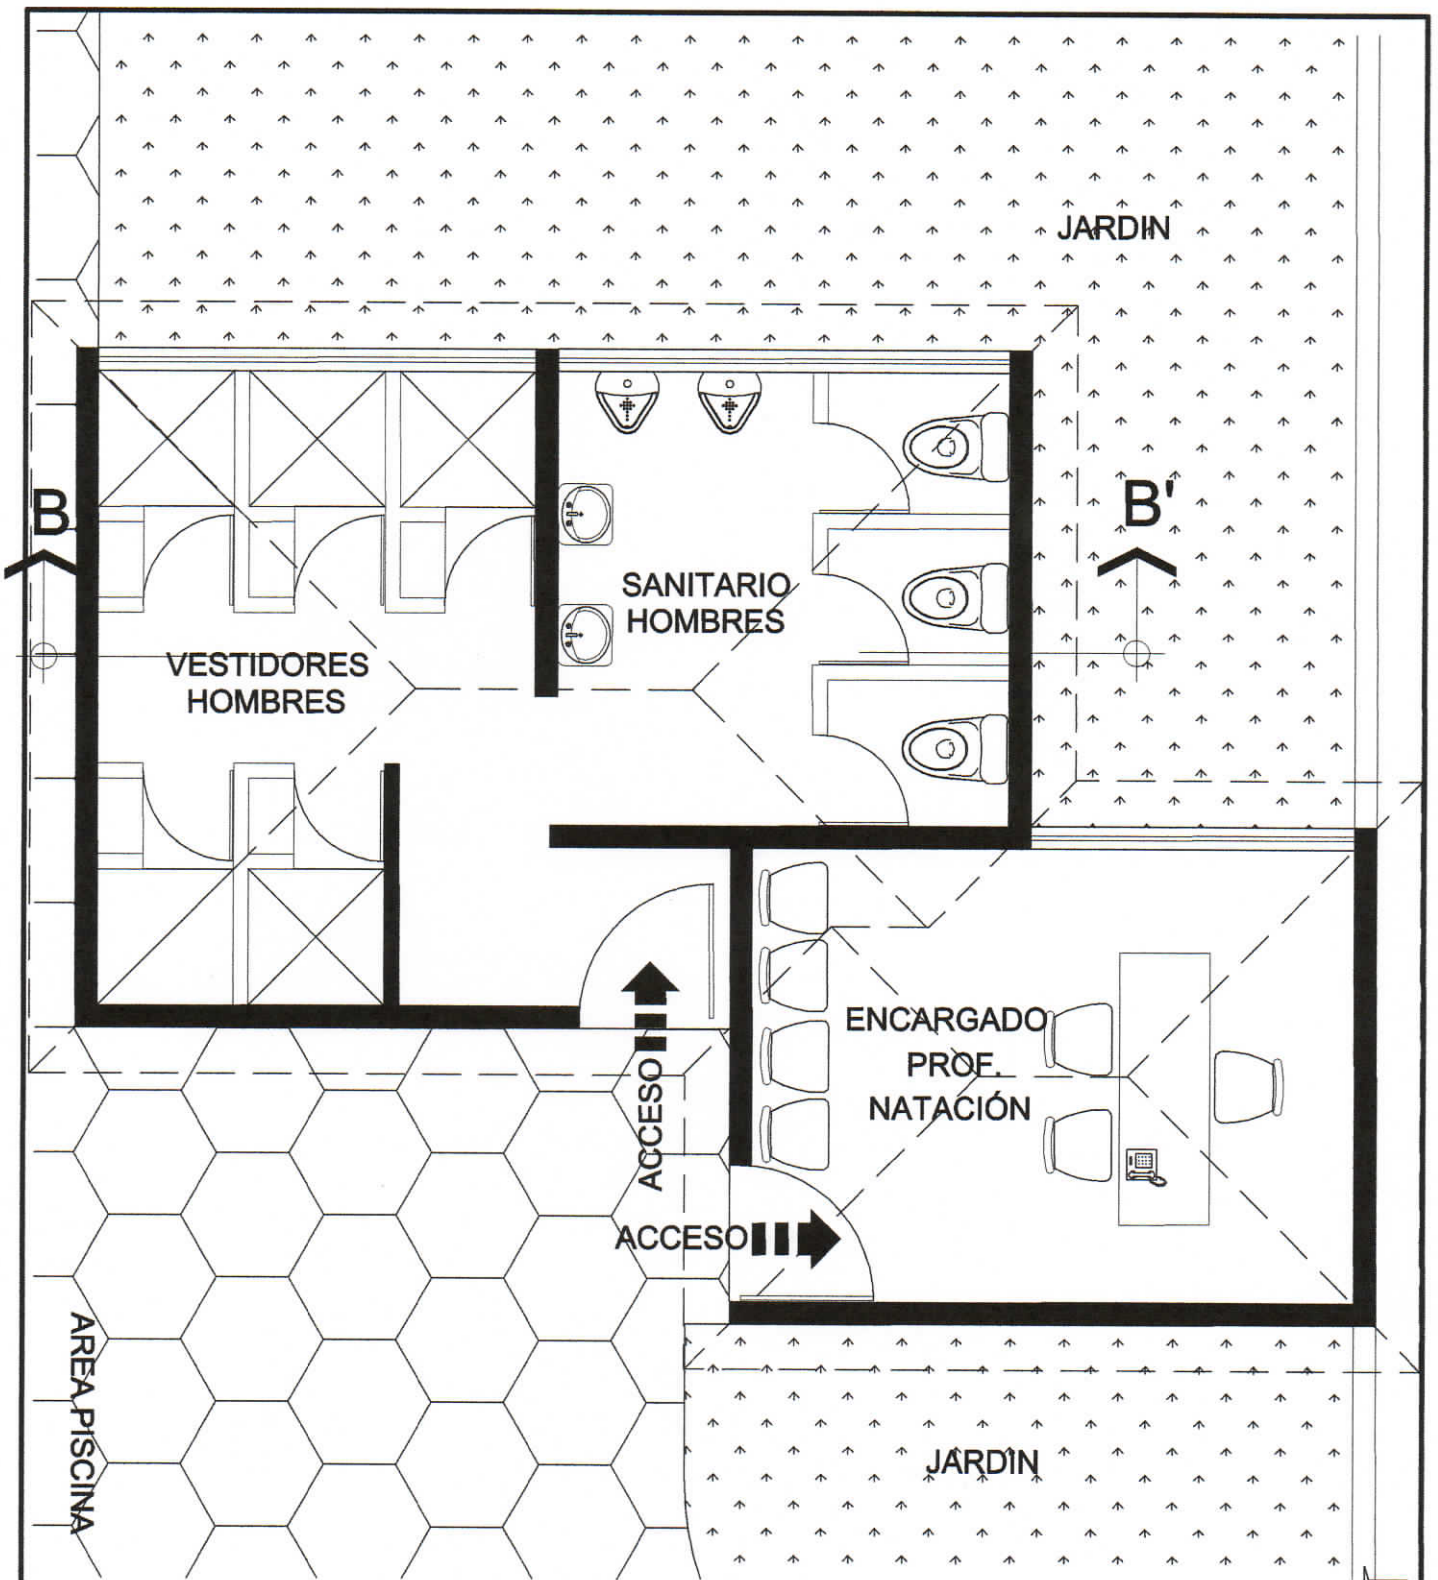 JARDIN
B
B'
SANITARIO
HOMBRES
VESTIDORES
HOMBRES
ENCARGADO
PROF.
NATACIÓN
ACCESO
ACCESO
AREA PISCINA
JARDIN